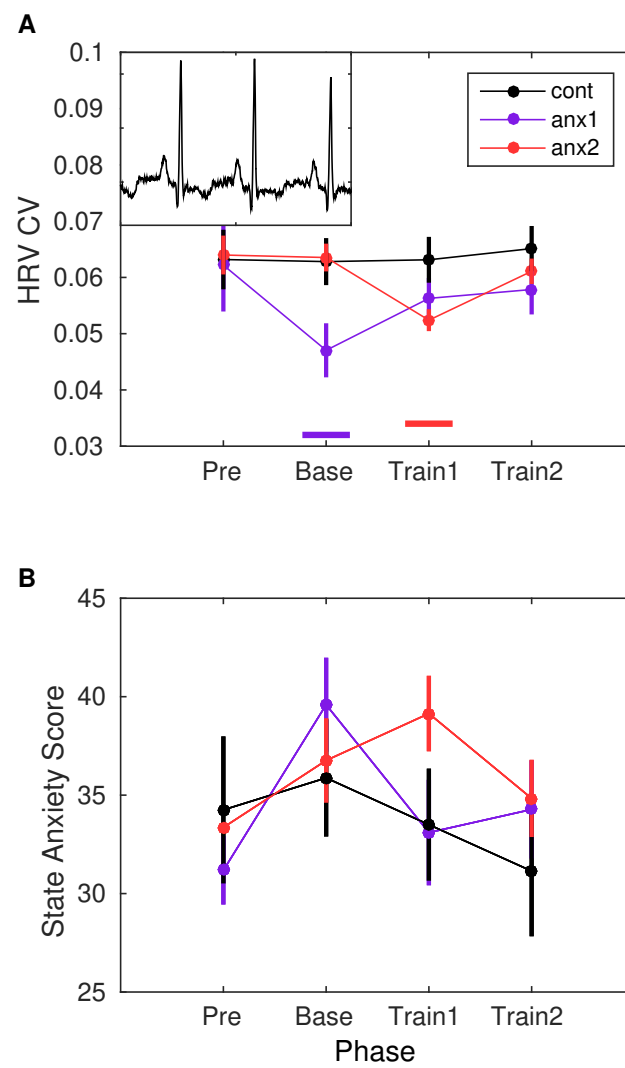 A
0.1
0.09
0.08
0.07
0.06
0.05
0.04
0.03
HRV CV
cont
anx1
anx2
Pre Base Train1 Train2
B
45
40
35
30
25
State Anxiety Score
Pre Base Train1 Train2
Phase